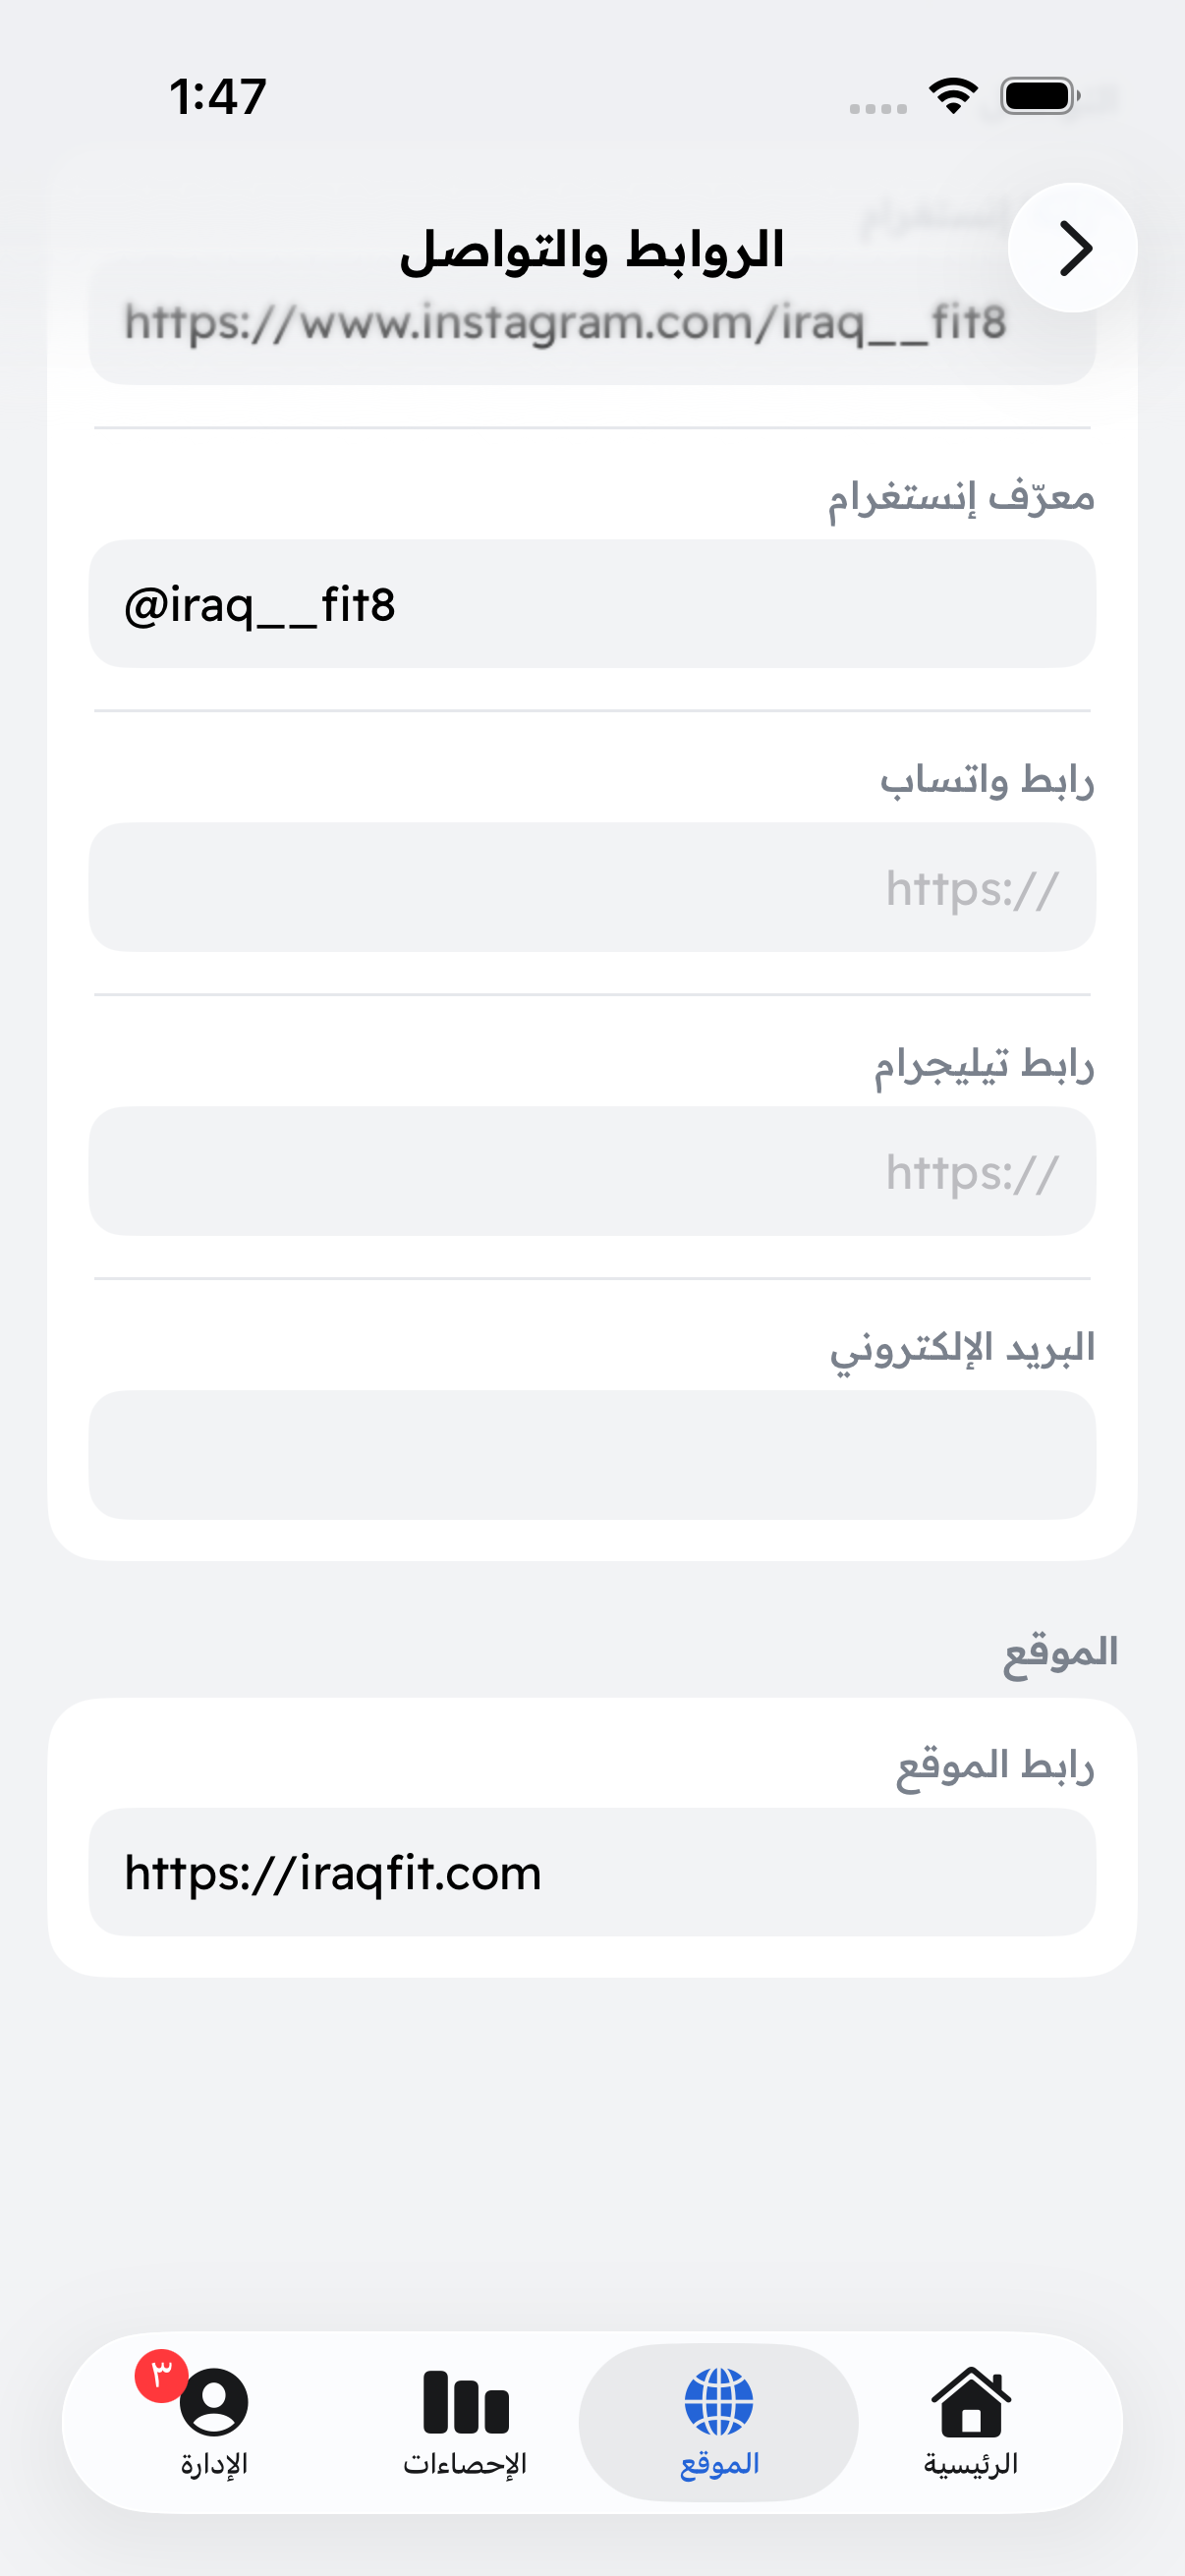 1:47
الروابط والتواصل
https://www.instagram.com/iraq__fit8
معرّف إنستغرام
@iraq__fit8
رابط واتساب
https://
رابط تيليجرام
https://
البريد الإلكتروني
الموقع
رابط الموقع
https://iraqfit.com
الرئيسية
الموقع
الإحصاءات
٣
الإدارة